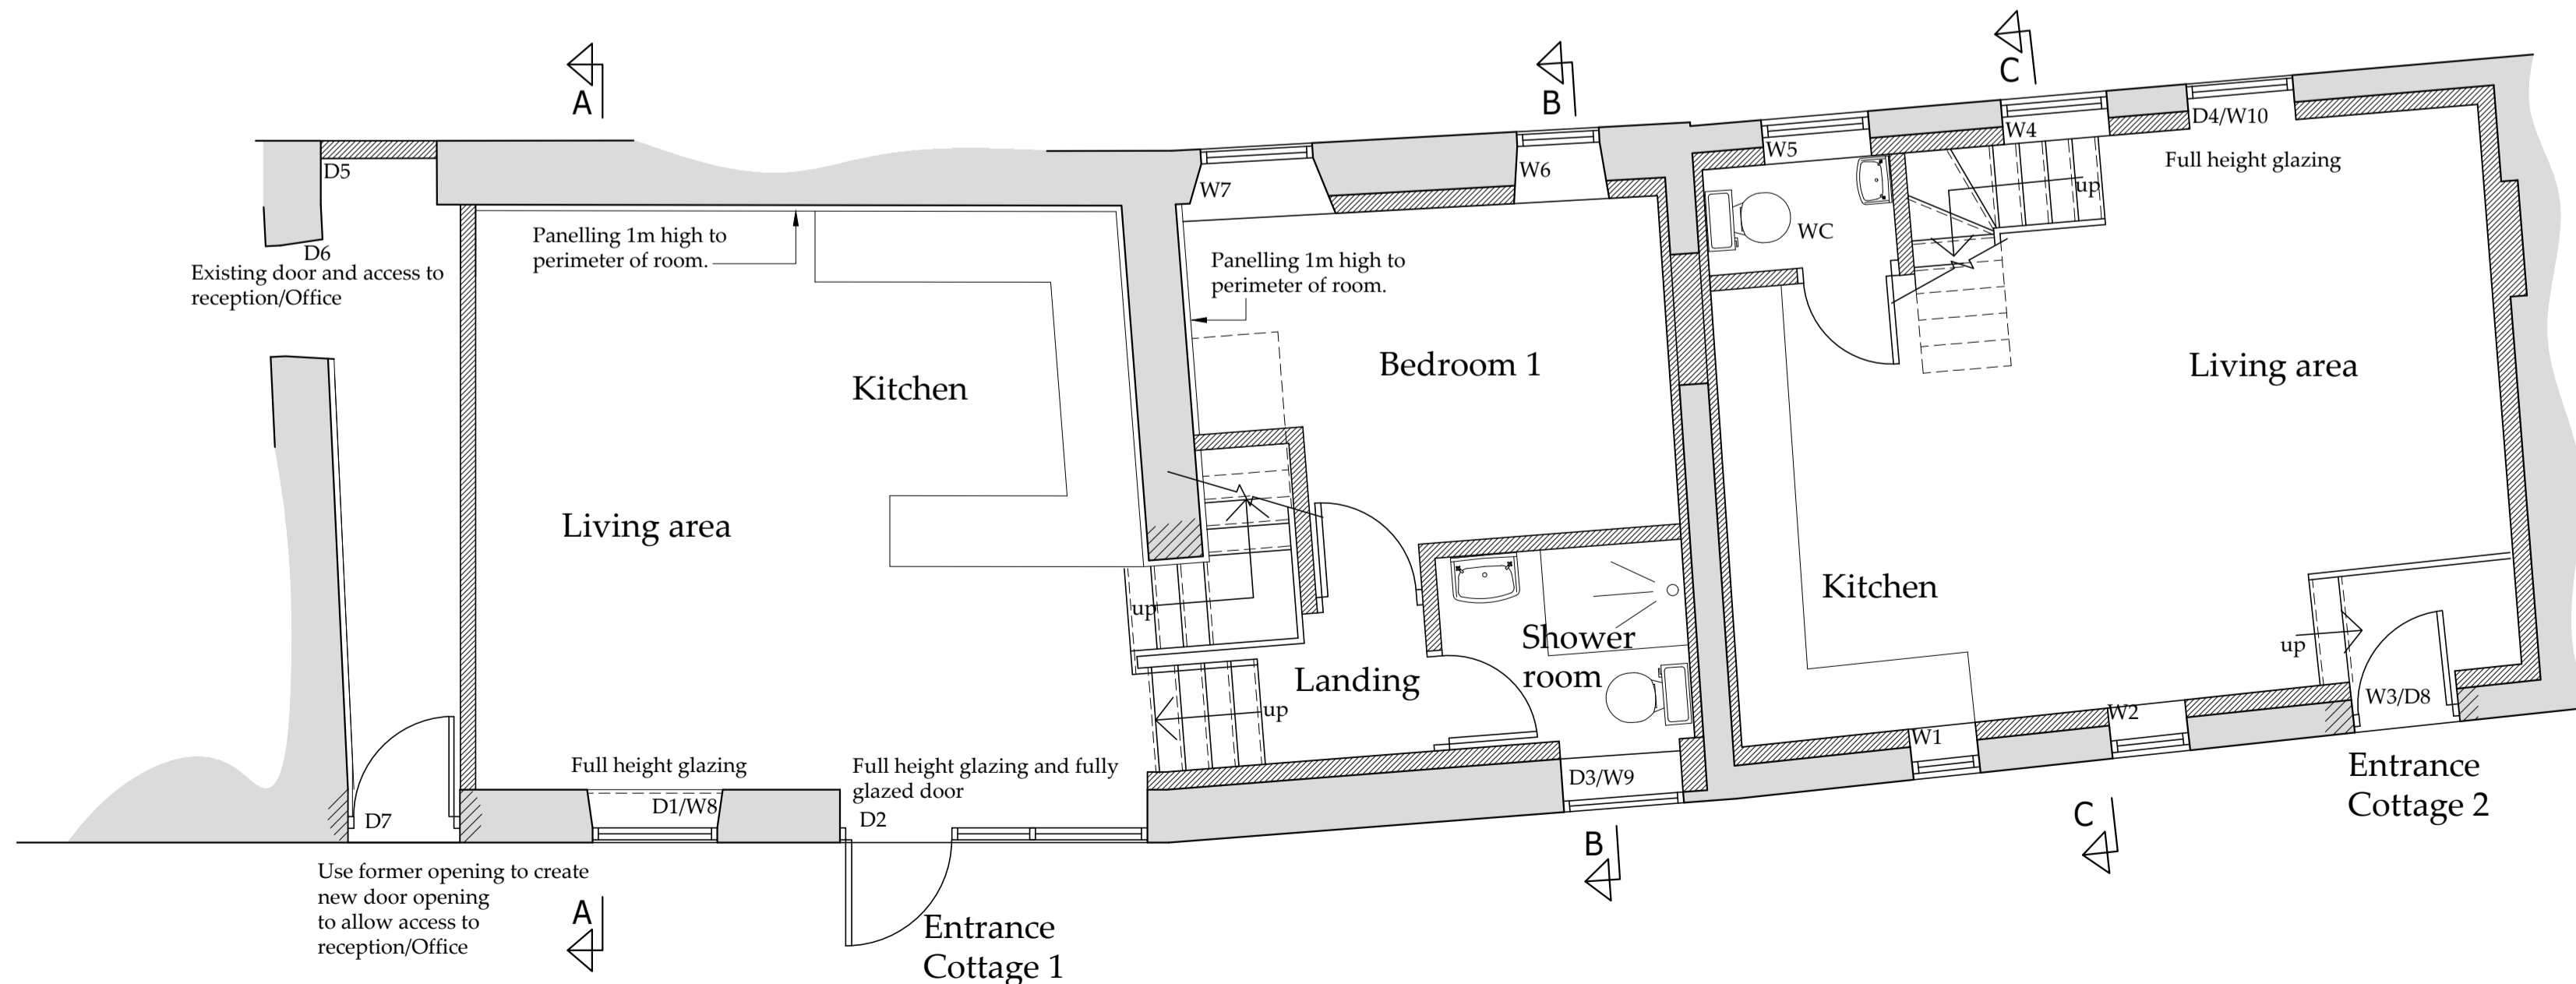 A
B
C
D5
D6
Existing door and access to
reception/Office
Panelling 1m high to
perimeter of room.
Kitchen
Living area
Full height glazing
D1/W8
Full height glazing and fully
glazed door
D2
D7
Use former opening to create
new door opening
to allow access to
reception/Office
A
Entrance
Cottage 1
W7
W6
Panelling 1m high to
perimeter of room.
Bedroom 1
up
up
Landing
Shower
room
D3/W9
B
W5
W4
D4/W10
Full height glazing
WC
up
Living area
Kitchen
up
W1
W2
W3/D8
C
Entrance
Cottage 2